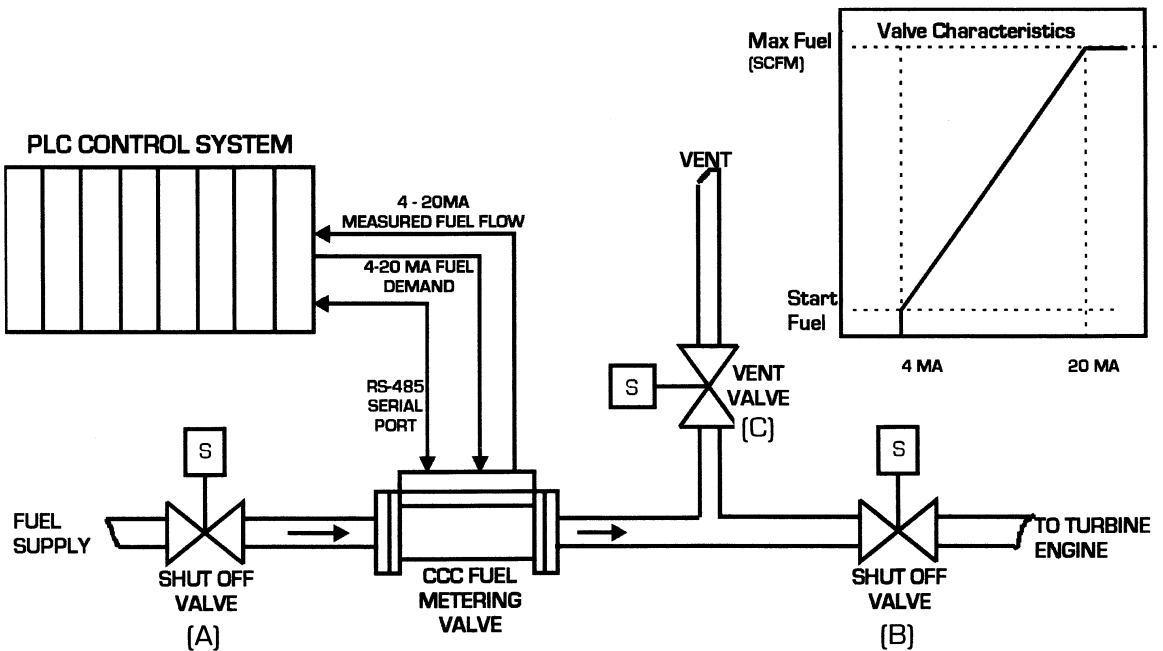 Valve Characteristics
Max Fuel
(SCFM)
Start
Fuel
4 MA
20 MA
PLC CONTROL SYSTEM
4 - 20MA
MEASURED FUEL FLOW
4-20 MA FUEL
DEMAND
RS-485
SERIAL
PORT
VENT
S
VENT
VALVE
(C)
S
S
FUEL
SUPPLY
SHUT OFF
VALVE
(A)
CCC FUEL
METERING
VALVE
SHUT OFF
VALVE
(B)
TO TURBINE
ENGINE